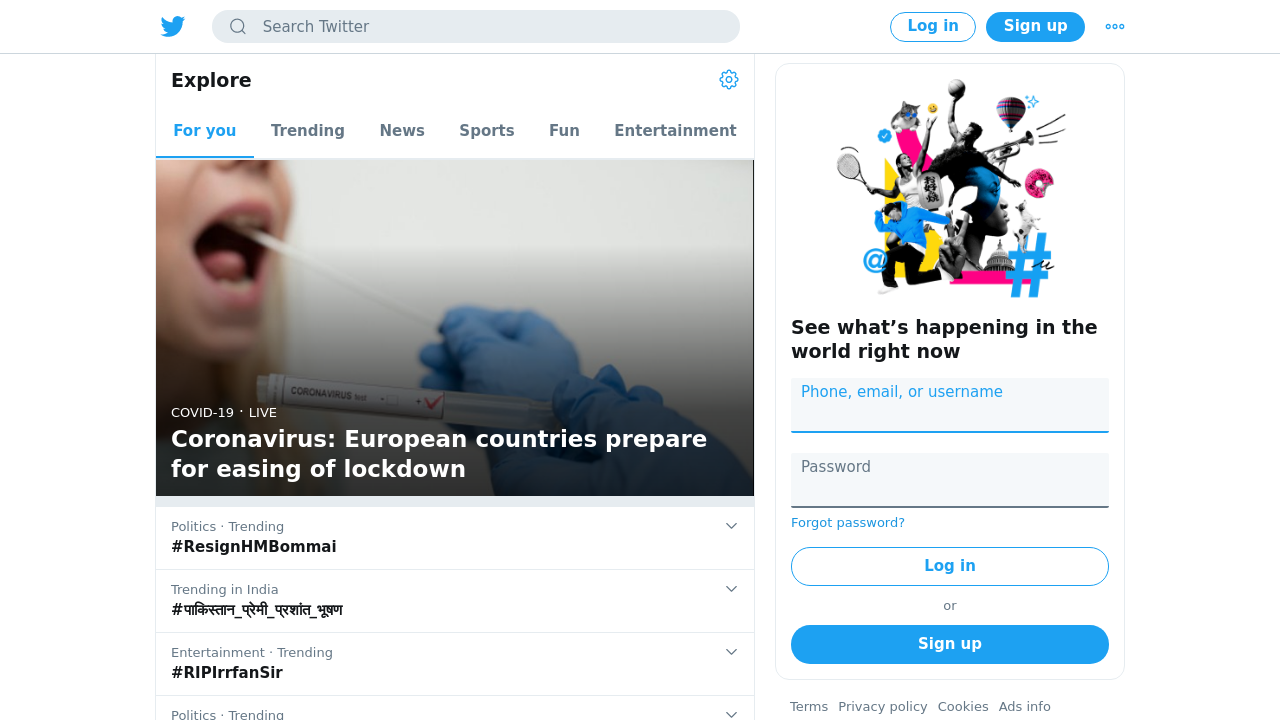 Search Twitter
Log in
Sign up
Explore
For you
Trending
News
Sports
Fun
Entertainment
CORONAVIRUS test
COVID-19 · LIVE
Coronavirus: European countries prepare
for easing of lockdown
Politics · Trending
#ResignHMBommai
Trending in India
#पाकिस्तान_प्रेमी_प्रशांत_भूषण
Entertainment · Trending
#RIPIrrfanSir
Politics · Trending
@
#
See what’s happening in the
world right now
Phone, email, or username
Password
Forgot password?
Log in
or
Sign up
Terms
Privacy policy
Cookies
Ads info